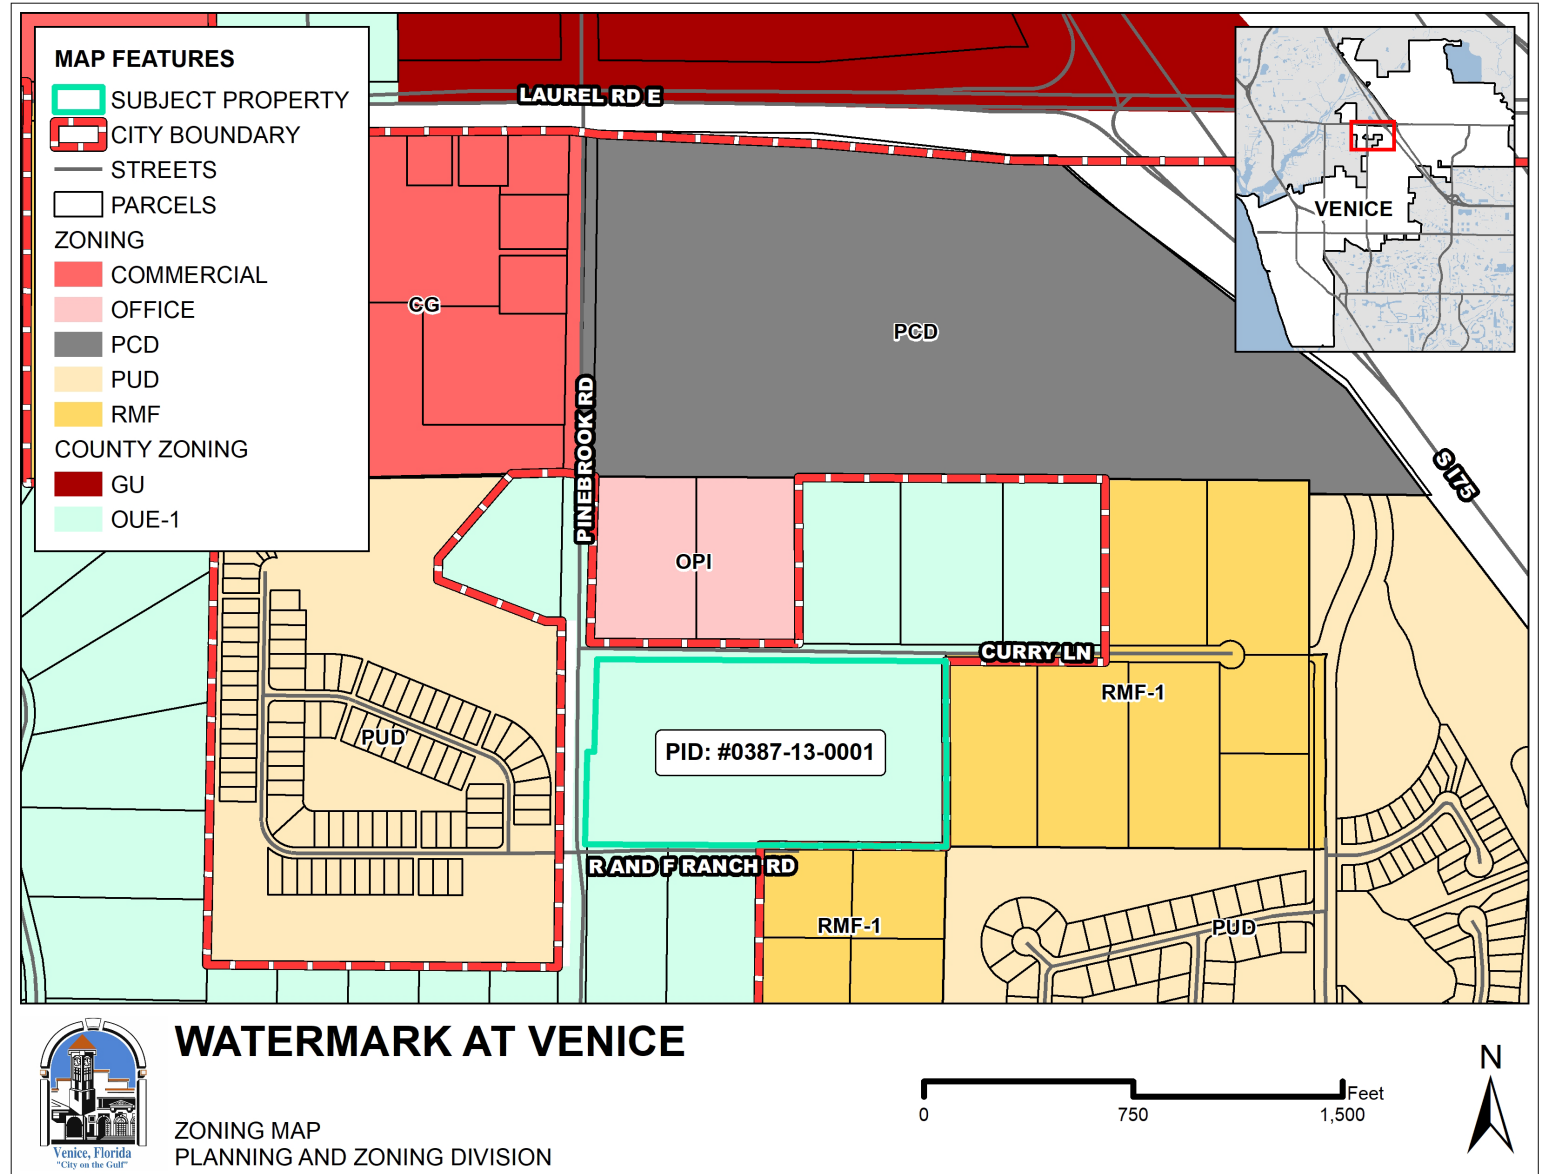 MAP FEATURES
SUBJECT PROPERTY
CITY BOUNDARY
STREETS
PARCELS
ZONING
COMMERCIAL
OFFICE
PCD
PUD
RMF
COUNTY ZONING
GU
OUE-1
LAUREL RD E
VENICE
CG
PCD
PINEBROOK RD
S I75
OPI
CURRY LN
RMF-1
PUD
PID: #0387-13-0001
R AND F RANCH RD
RMF-1
PUD
WATERMARK AT VENICE
ZONING MAP
PLANNING AND ZONING DIVISION
Venice, Florida
"City on the Gulf"
0
750
1,500
Feet
N